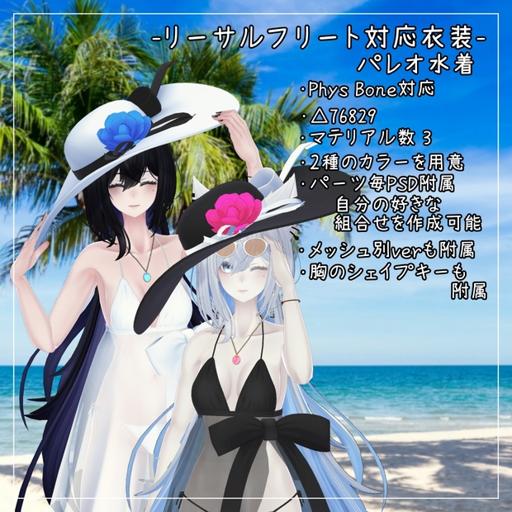 -リーサルフリート対応衣装-
パレオ水着
・Phys Bone対応
・△76829
・マテリアル数 3
・2種のカラーを用意
・パーツ毎PSD附属
自分の好きな
組合せを作成可能
・メッシュ別verも附属
・胸のシェイプキーも
附属